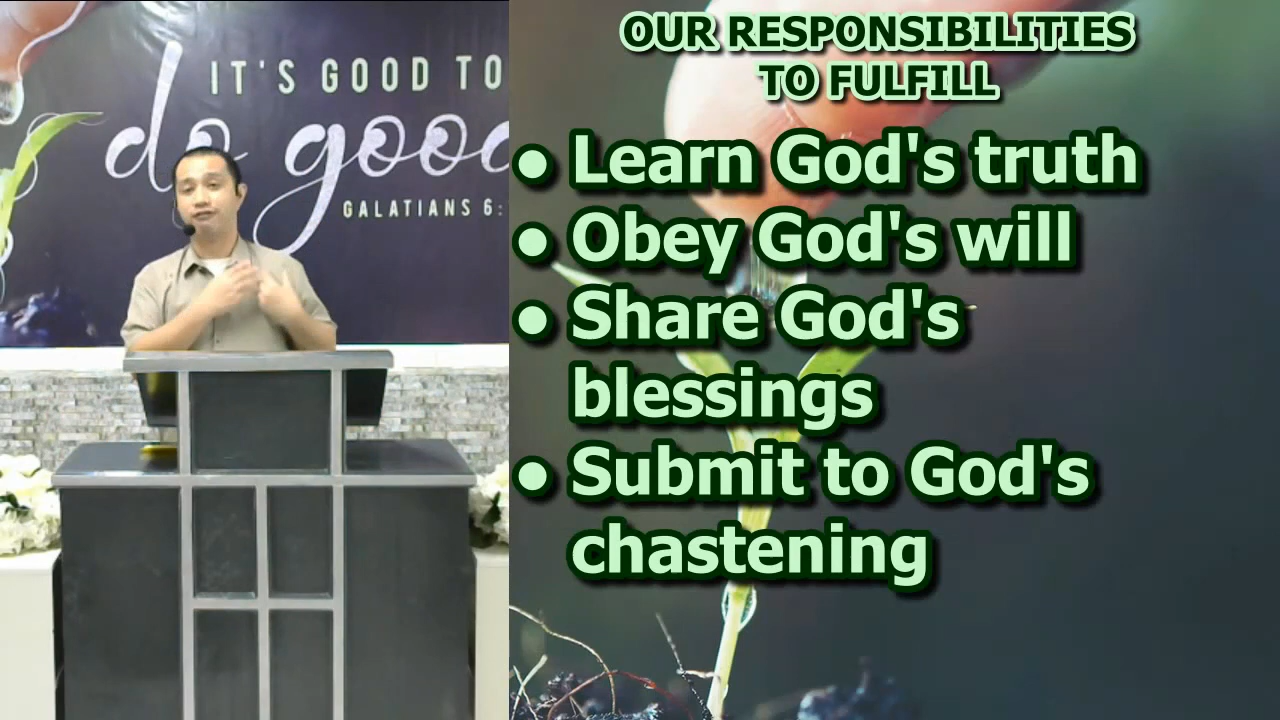 IT'S GOOD TO
do good
GALATIANS 6:
OUR RESPONSIBILITIES
TO FULFILL
• Learn God's truth
• Obey God's will
• Share God's
blessings
• Submit to God's
chastening